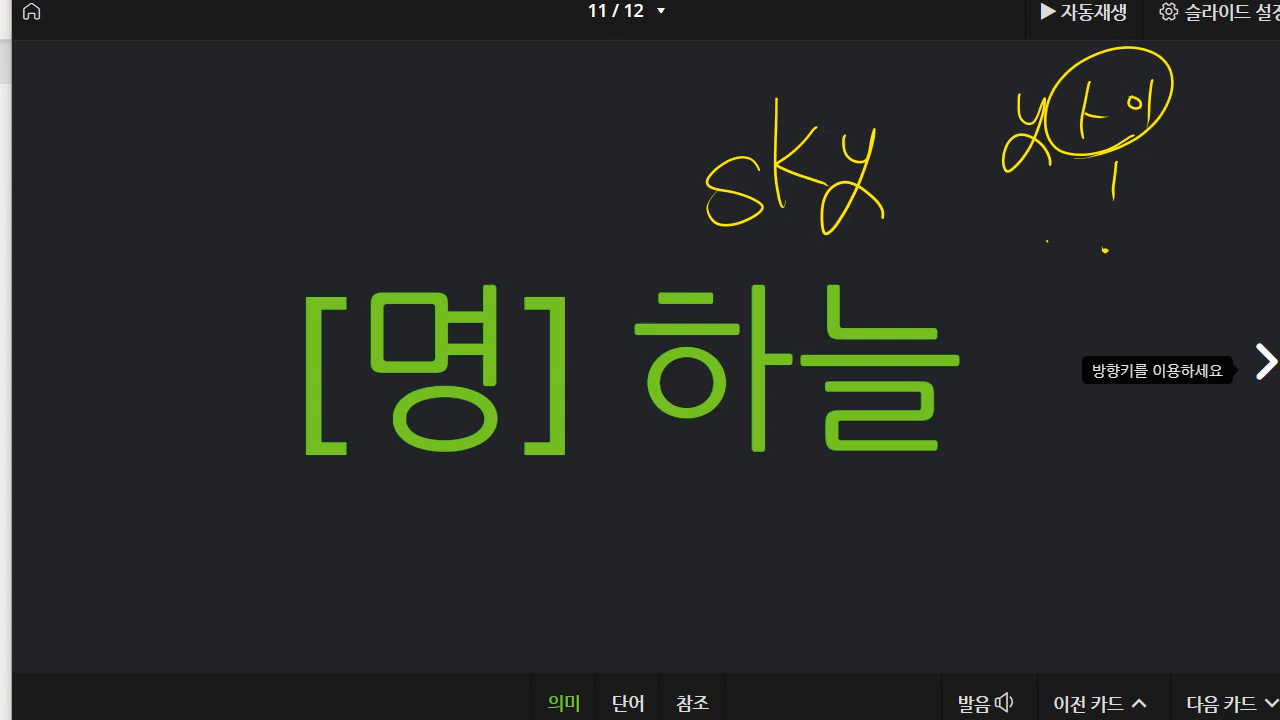 11 / 12
자동재생
슬라이드 설정
sky
y ㅏㅇㅣ
[명] 하늘
방향키를 이용하세요
의미 단어 참조 발음 이전 카드 다음 카드